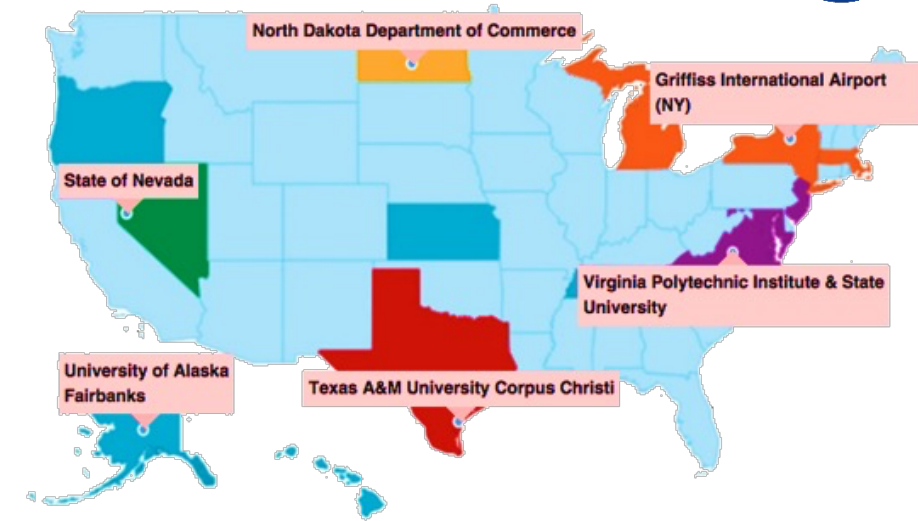 North Dakota Department of Commerce
Griffiss International Airport
(NY)
State of Nevada
Virginia Polytechnic Institute & State
University
University of Alaska
Fairbanks
Texas A&M University Corpus Christi